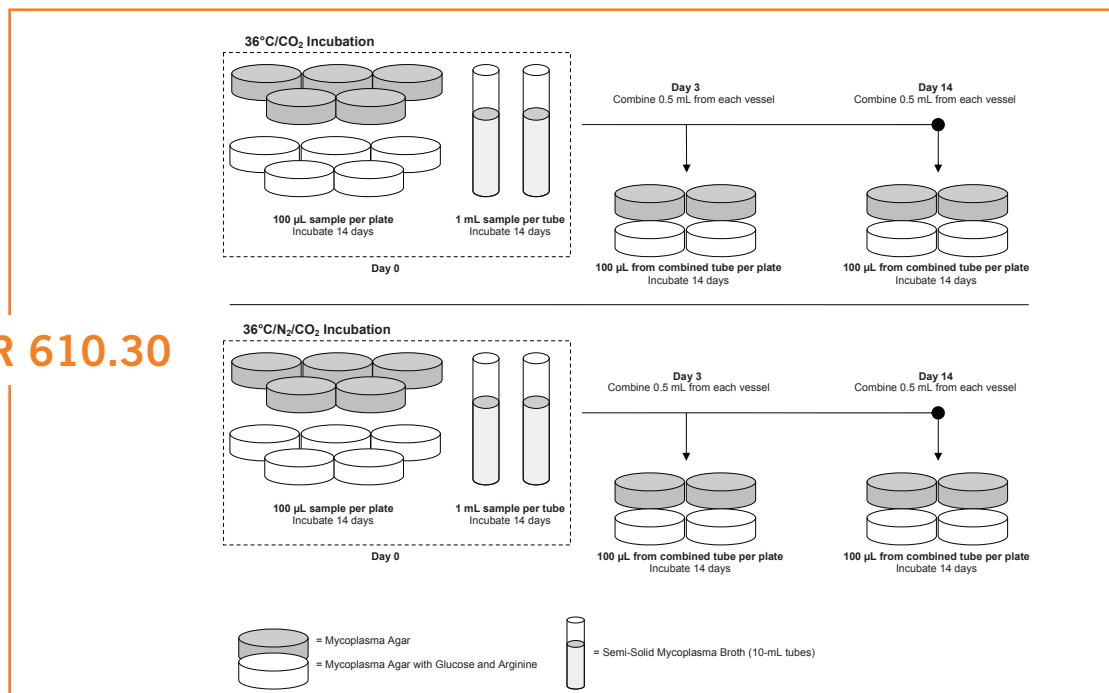 36°C/CO₂ Incubation
Day 3
Combine 0.5 mL from each vessel
Day 14
Combine 0.5 mL from each vessel
100 µL sample per plate
Incubate 14 days
1 mL sample per tube
Incubate 14 days
Day 0
100 µL from combined tube per plate
Incubate 14 days
100 µL from combined tube per plate
Incubate 14 days
R 610.30
36°C/N₂/CO₂ Incubation
Day 3
Combine 0.5 mL from each vessel
Day 14
Combine 0.5 mL from each vessel
100 µL sample per plate
Incubate 14 days
1 mL sample per tube
Incubate 14 days
Day 0
100 µL from combined tube per plate
Incubate 14 days
100 µL from combined tube per plate
Incubate 14 days
= Mycoplasma Agar
= Mycoplasma Agar with Glucose and Arginine
= Semi-Solid Mycoplasma Broth (10-mL tubes)